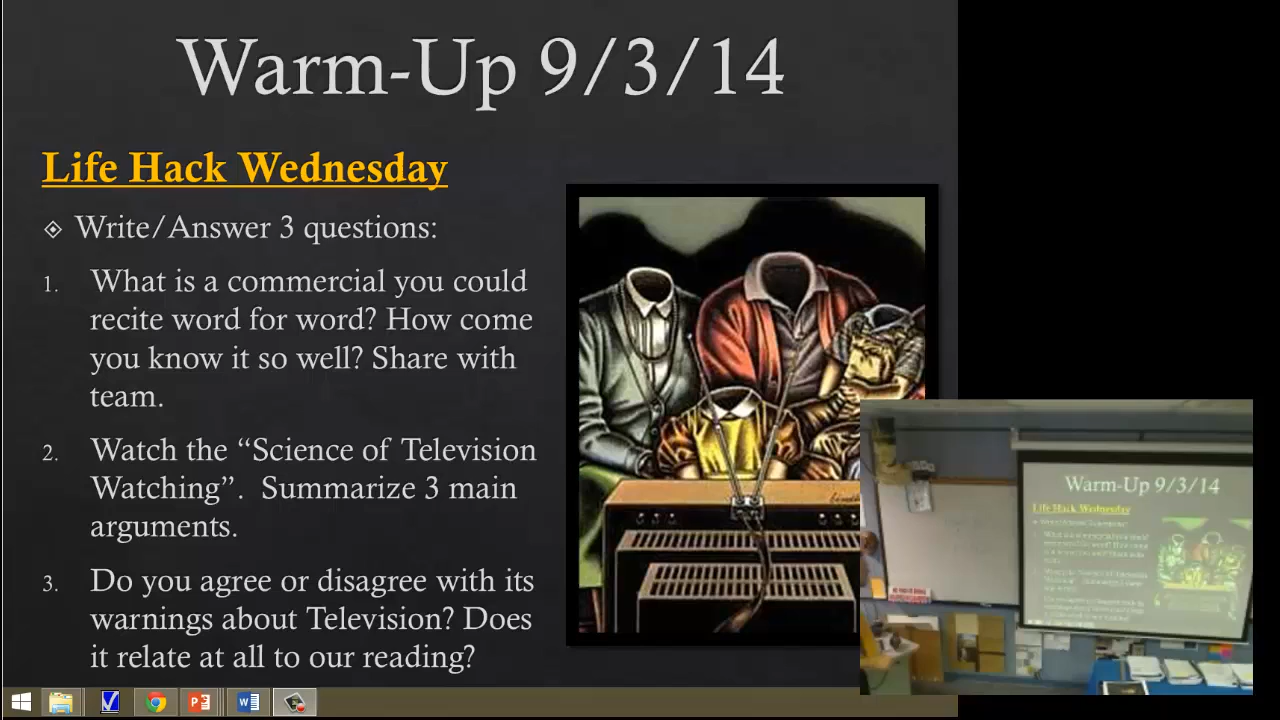 Warm-Up 9/3/14
Life Hack Wednesday
Write/Answer 3 questions:
1. What is a commercial you could
recite word for word? How come
you know it so well? Share with
team.
2. Watch the “Science of Television
Watching”. Summarize 3 main
arguments.
3. Do you agree or disagree with its
warnings about Television? Does
it relate at all to our reading?
Warm-Up 9/3/14
Life Hack Wednesday